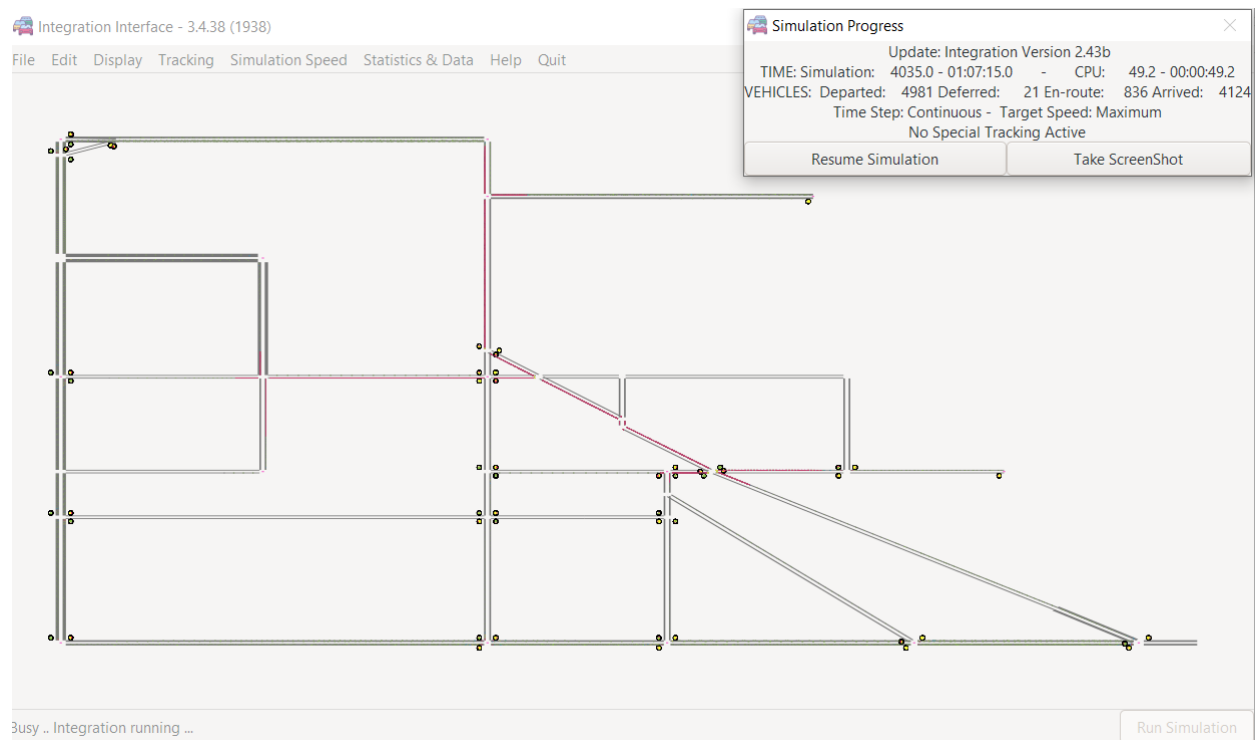 Integration Interface - 3.4.38 (1938)
File Edit Display Tracking Simulation Speed Statistics & Data Help Quit
Simulation Progress
Update: Integration Version 2.43b
TIME: Simulation: 4035.0 - 01:07:15.0 - CPU: 49.2 - 00:00:49.2
VEHICLES: Departed: 4981 Deferred: 21 En-route: 836 Arrived: 4124
Time Step: Continuous - Target Speed: Maximum
No Special Tracking Active
Resume Simulation Take ScreenShot
Busy .. Integration running ...
Run Simulation